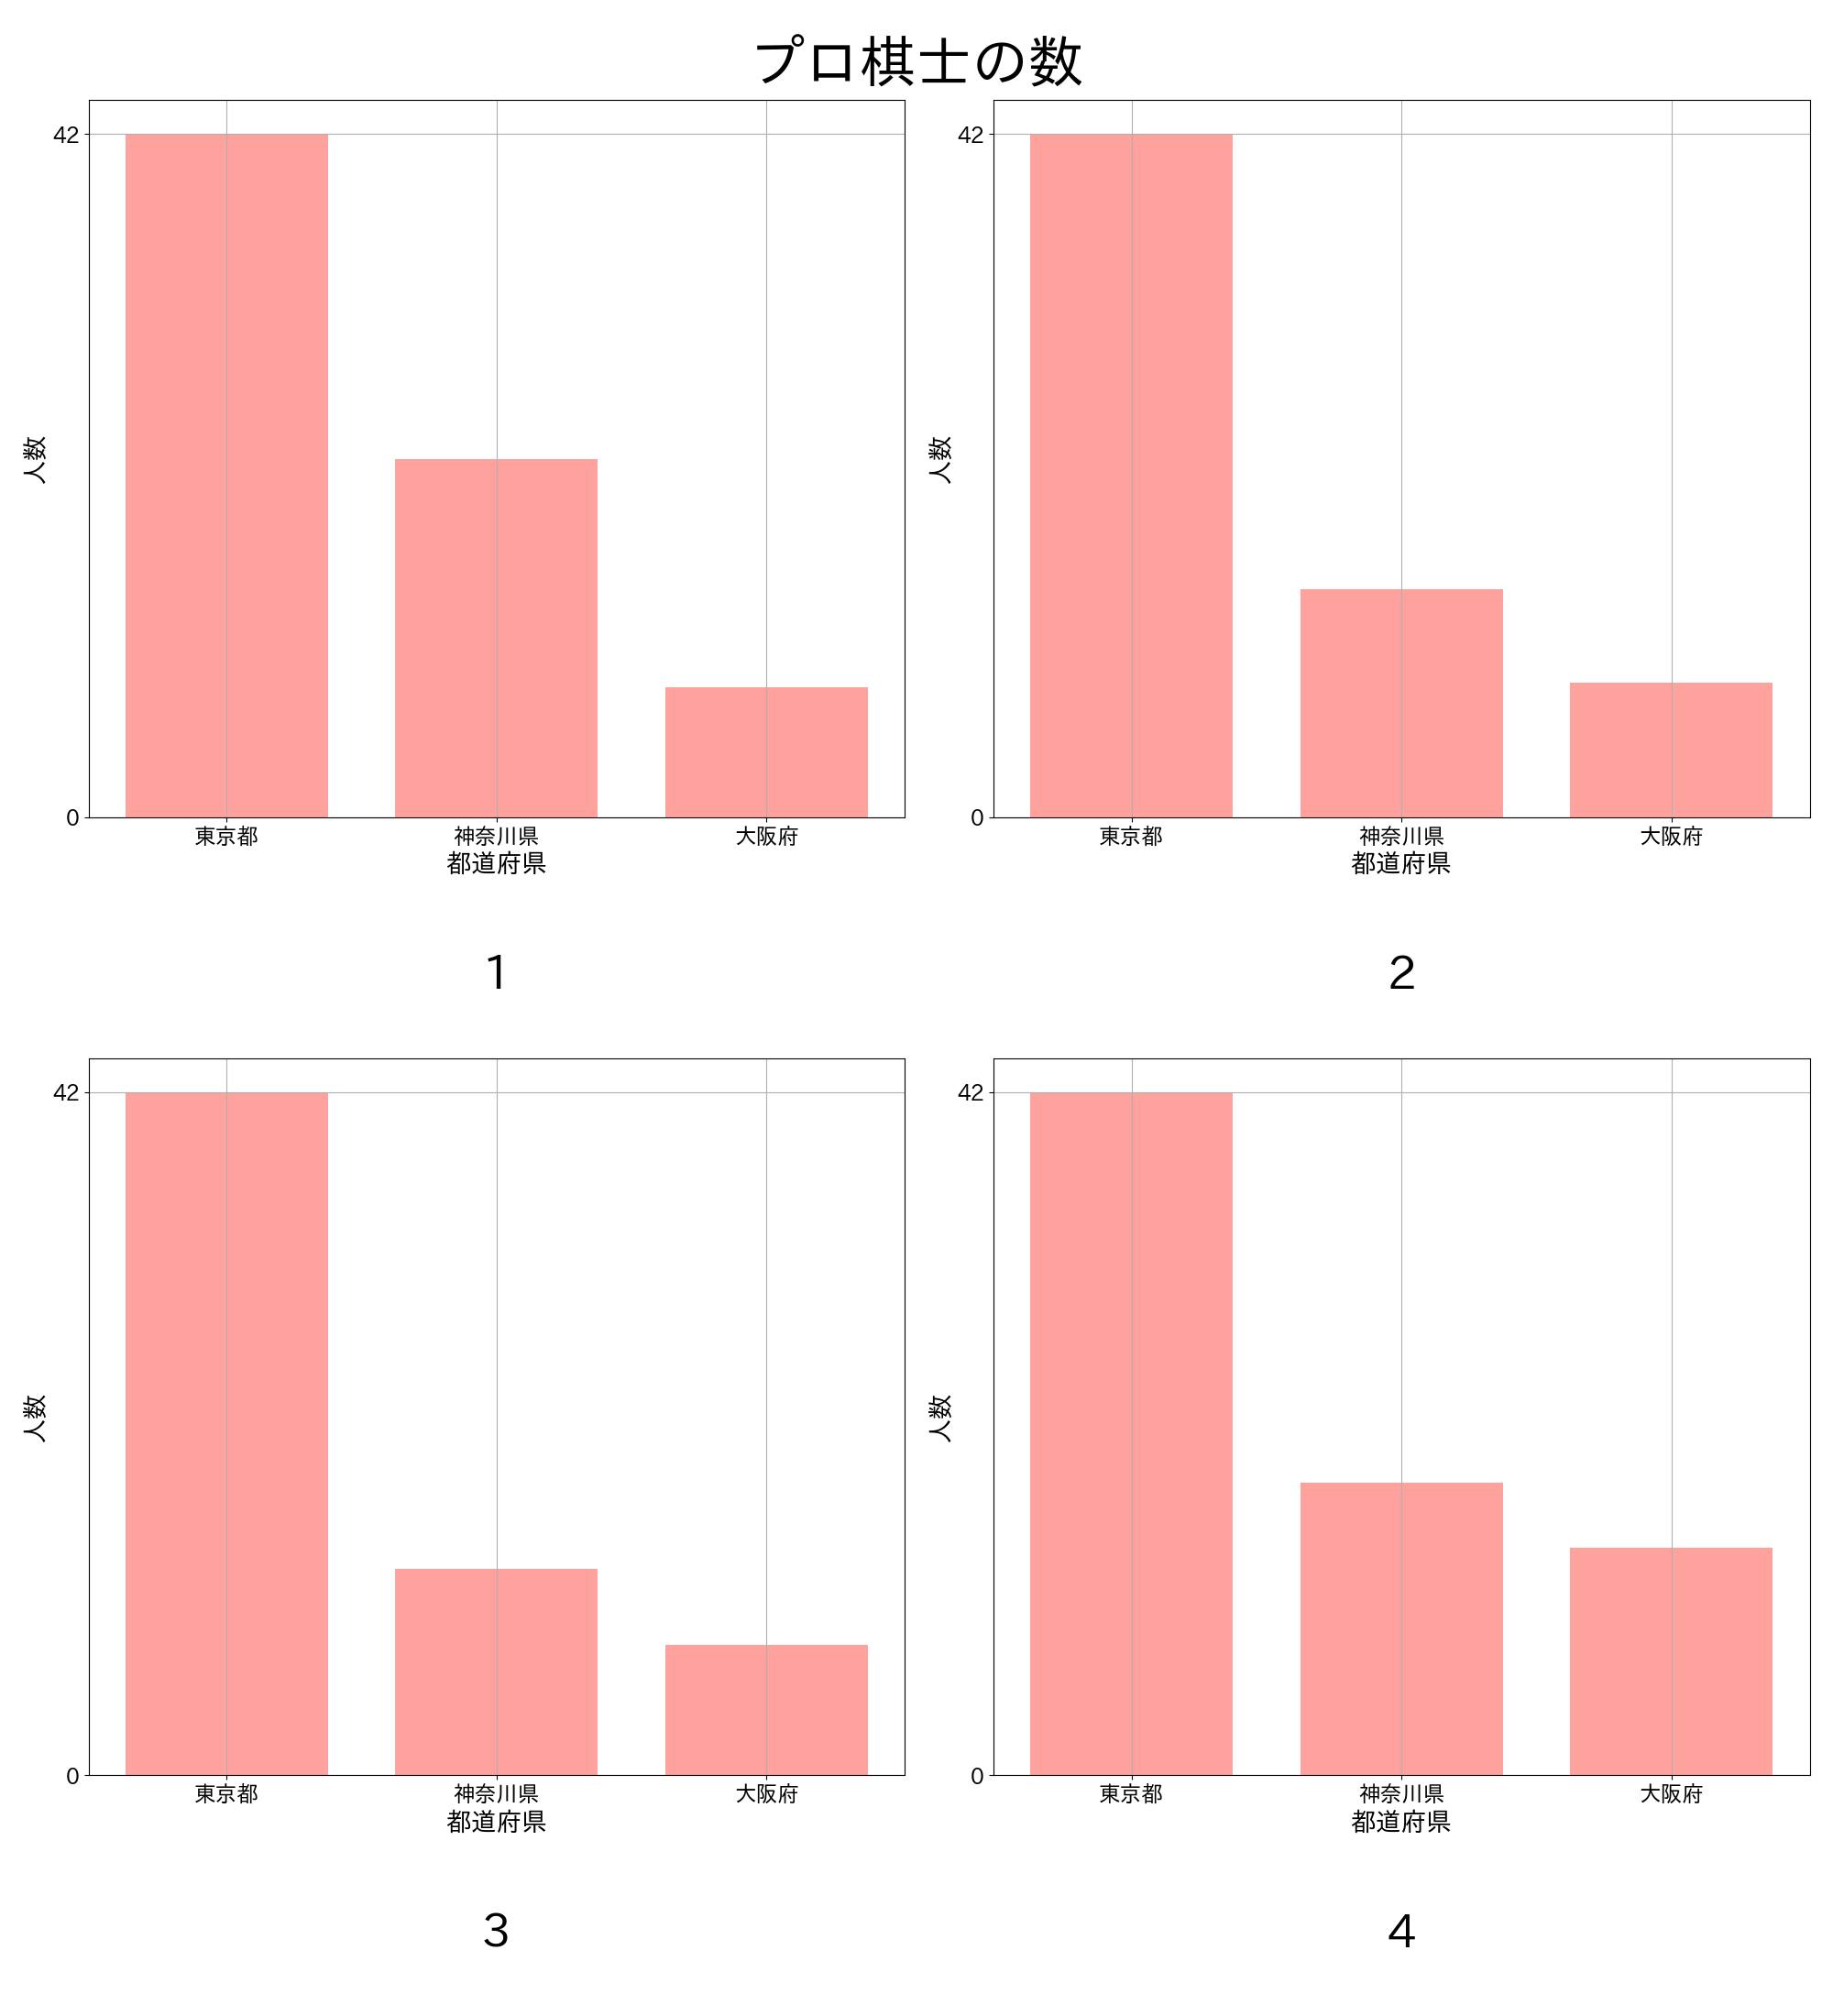 プロ棋士の数
42
人数
0
東京都 神奈川県 大阪府
都道府県
1
42
人数
0
東京都 神奈川県 大阪府
都道府県
2
42
人数
0
東京都 神奈川県 大阪府
都道府県
3
42
人数
0
東京都 神奈川県 大阪府
都道府県
4